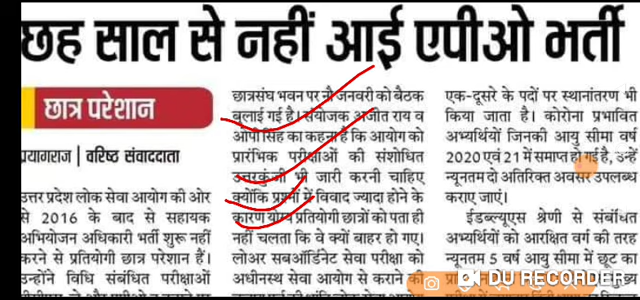 छह साल से नहीं आई एपीओ भर्ती
छात्र परेशान
प्रयागराज | वरिष्ठ संवाददाता
उत्तर प्रदेश लोक सेवा आयोग की ओर
से 2016 के बाद से सहायक
अभियोजन अधिकारी भर्ती शुरू नहीं
करने से प्रतियोगी छात्र परेशान हैं।
उन्होंने विधि संबंधित परीक्षाओं
छात्रसंघ भवन पर नौ जनवरी को बैठक
बुलाई गई है। संयोजक अजीत राय व
ओपी सिंह का कहना है कि आयोग को
प्रारंभिक परीक्षाओं की संशोधित
उत्तरकुंजी भी जारी करनी चाहिए
क्योंकि प्रश्नों में विवाद ज्यादा होने के
कारण योग्य प्रतियोगी छात्रों को पता ही
नहीं चलता कि वे क्यों बाहर हो गए।
लोअर सबऑर्डिनेट सेवा परीक्षा को
अधीनस्थ सेवा आयोग से कराने की
एक-दूसरे के पदों पर स्थानांतरण भी
किया जाता है। कोरोना प्रभावित
अभ्यर्थियों जिनकी आयु सीमा वर्ष
2020 एवं 21 में समाप्त हो गई है, उन्हें
न्यूनतम दो अतिरिक्त अवसर उपलब्ध
कराए जाएं।
ईडब्ल्यूएस श्रेणी से संबंधित
अभ्यर्थियों को आरक्षित वर्ग की तरह
न्यूनतम 5 वर्ष आयु सीमा में छूट का
DU RECORDER